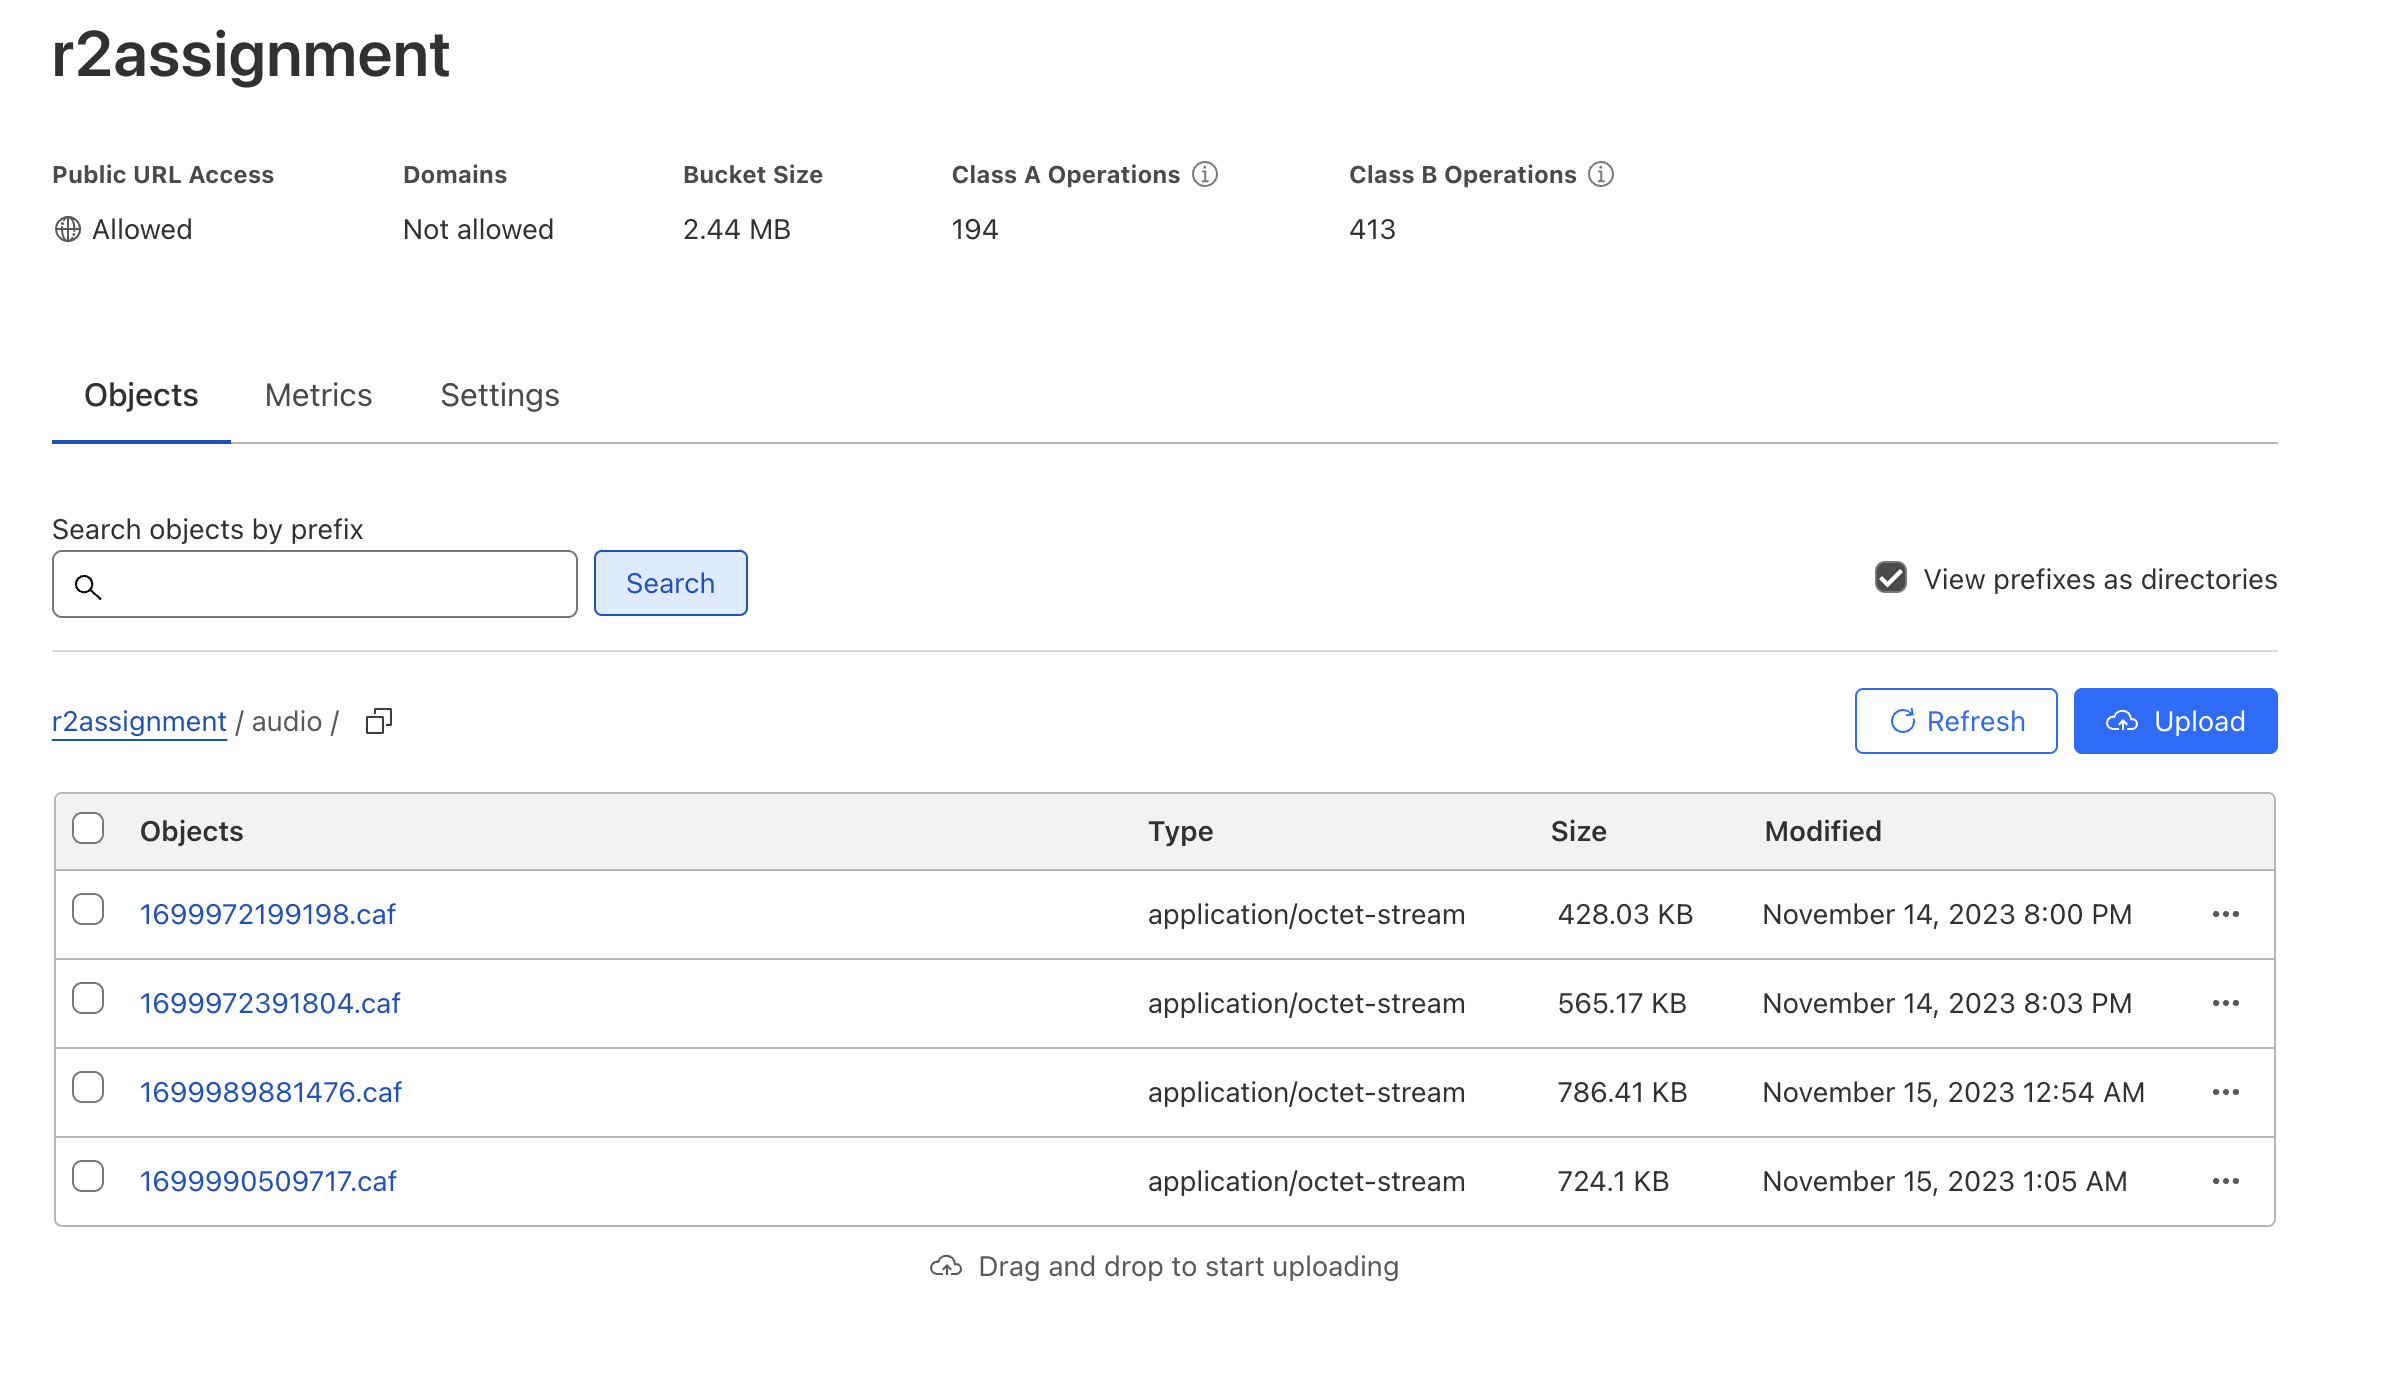 r2assignment
Public URL Access Domains Bucket Size Class A Operations Class B Operations
Allowed Not allowed 2.44 MB 194 413
Objects Metrics Settings
Search objects by prefix
Search View prefixes as directories
r2assignment / audio / Refresh Upload
Objects Type Size Modified
1699972199198.caf application/octet-stream 428.03 KB November 14, 2023 8:00 PM
1699972391804.caf application/octet-stream 565.17 KB November 14, 2023 8:03 PM
1699989881476.caf application/octet-stream 786.41 KB November 15, 2023 12:54 AM
1699990509717.caf application/octet-stream 724.1 KB November 15, 2023 1:05 AM
Drag and drop to start uploading